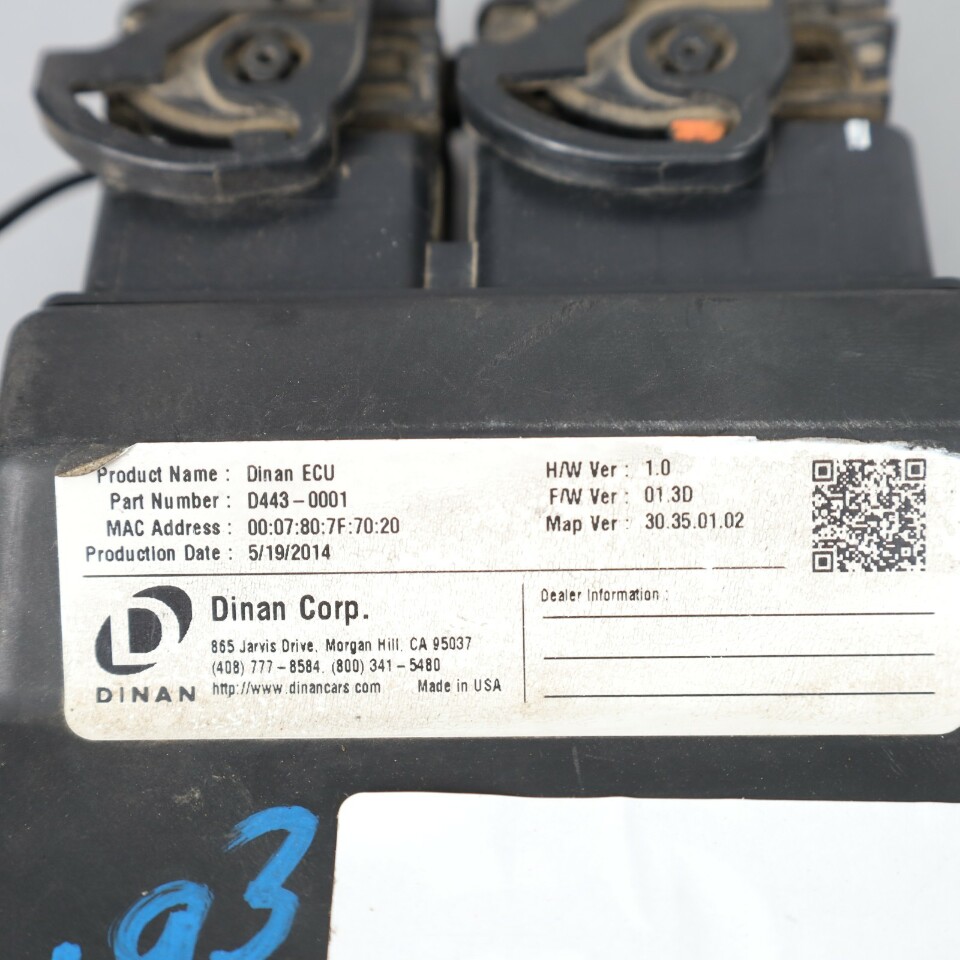 Product Name : Dinan ECU
Part Number : D443-0001
MAC Address : 00:07:80:7F:70:20
Production Date : 5/19/2014
H/W Ver : 1.0
F/W Ver : 01.3D
Map Ver : 30.35.01.02
DINAN
Dinan Corp.
865 Jarvis Drive, Morgan Hill, CA 95037
(408) 777-8584, (800) 341-5480
http://www.dinancars.com Made in USA
Dealer Information :